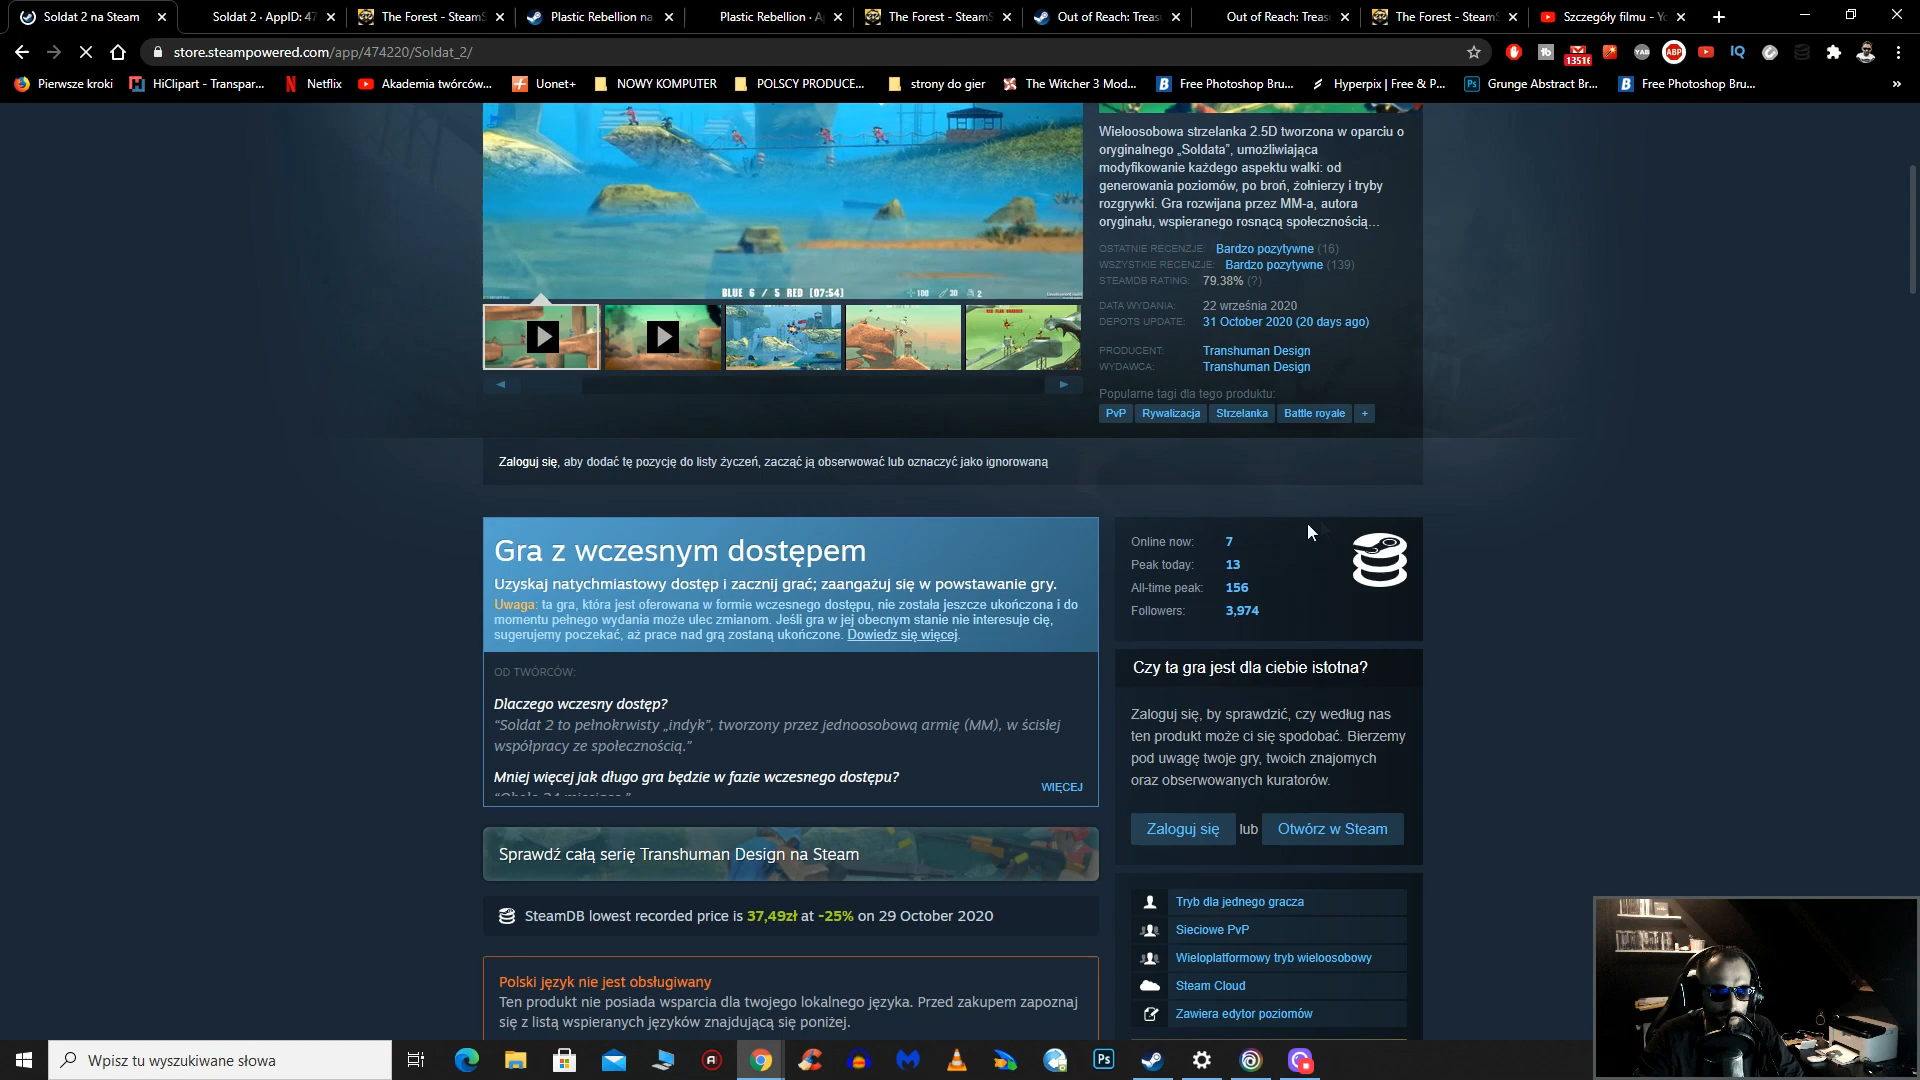 Soldat 2 na Steam
Soldat 2 · AppID: 47
The Forest - SteamS
Plastic Rebellion na
Plastic Rebellion · A
The Forest - SteamS
Out of Reach: Treas
Out of Reach: Treas
The Forest - SteamS
Szczegóły filmu - Yo
store.steampowered.com/app/474220/Soldat_2/
Pierwsze kroki
HiClipart - Transpar...
Netflix
Akademia twórców...
Uonet+
NOWY KOMPUTER
POLSCY PRODUCE...
strony do gier
The Witcher 3 Mod...
Free Photoshop Bru...
Hyperpix | Free & P...
Grunge Abstract Br...
Free Photoshop Bru...
»
BLUE 6 / 5 RED [07:54]
100 30 2
Wieloosobowa strzelanka 2.5D tworzona w oparciu o
oryginalnego „Soldata”, umożliwiająca
modyfikowanie każdego aspektu walki: od
generowania poziomów, po broń, żołnierzy i tryby
rozgrywki. Gra rozwijana przez MM-a, autora
oryginału, wspieranego rosnącą społecznością...
OSTATNIE RECENZJE: Bardzo pozytywne (16)
WSZYSTKIE RECENZJE: Bardzo pozytywne (139)
STEAMDB RATING: 79.38% (?)
DATA WYDANIA: 22 września 2020
DEPOTS UPDATE: 31 October 2020 (20 days ago)
PRODUCENT: Transhuman Design
WYDAWCA: Transhuman Design
Popularne tagi dla tego produktu:
PvP Rywalizacja Strzelanka Battle royale +
Zaloguj się, aby dodać tę pozycję do listy życzeń, zacząć ją obserwować lub oznaczyć jako ignorowaną
Gra z wczesnym dostępem
Uzyskaj natychmiastowy dostęp i zacznij grać; zaangażuj się w powstawanie gry.
Uwaga: ta gra, która jest oferowana w formie wczesnego dostępu, nie została jeszcze ukończona i do
momentu pełnego wydania może ulec zmianom. Jeśli gra w jej obecnym stanie nie interesuje cię,
sugerujemy poczekać, aż prace nad grą zostaną ukończone. Dowiedz się więcej.
OD TWÓRCÓW:
Dlaczego wczesny dostęp?
“Soldat 2 to pełnokrwisty „indyk”, tworzony przez jednoosobową armię (MM), w ścisłej
współpracy ze społecznością.”
Mniej więcej jak długo gra będzie w fazie wczesnego dostępu?
WIĘCEJ
Sprawdź całą serię Transhuman Design na Steam
SteamDB lowest recorded price is 37,49zł at -25% on 29 October 2020
Polski język nie jest obsługiwany
Ten produkt nie posiada wsparcia dla twojego lokalnego języka. Przed zakupem zapoznaj
się z listą wspieranych języków znajdującą się poniżej.
Online now: 7
Peak today: 13
All-time peak: 156
Followers: 3,974
Czy ta gra jest dla ciebie istotna?
Zaloguj się, by sprawdzić, czy według nas
ten produkt może ci się spodobać. Bierzemy
pod uwagę twoje gry, twoich znajomych
oraz obserwowanych kuratorów.
Zaloguj się lub Otwórz w Steam
Tryb dla jednego gracza
Sieciowe PvP
Wieloplatformowy tryb wieloosobowy
Steam Cloud
Zawiera edytor poziomów
Wpisz tu wyszukiwane słowa